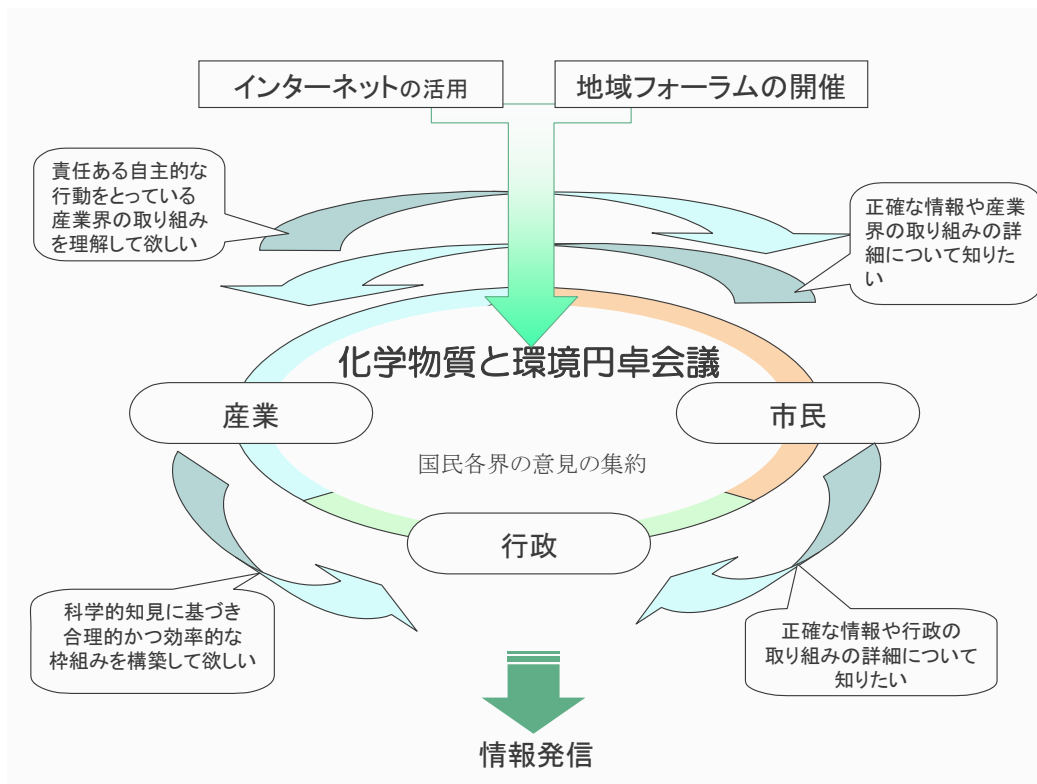 インターネットの活用
地域フォーラムの開催
責任ある自主的な
行動をとっている
産業界の取り組み
を理解して欲しい
正確な情報や産業
界の取り組みの詳
細について知りた
い
化学物質と環境円卓会議
産業
市民
国民各界の意見の集約
行政
科学的知見に基づき
合理的かつ効率的な
枠組みを構築して欲しい
正確な情報や行政の
取り組みの詳細について
知りたい
情報発信